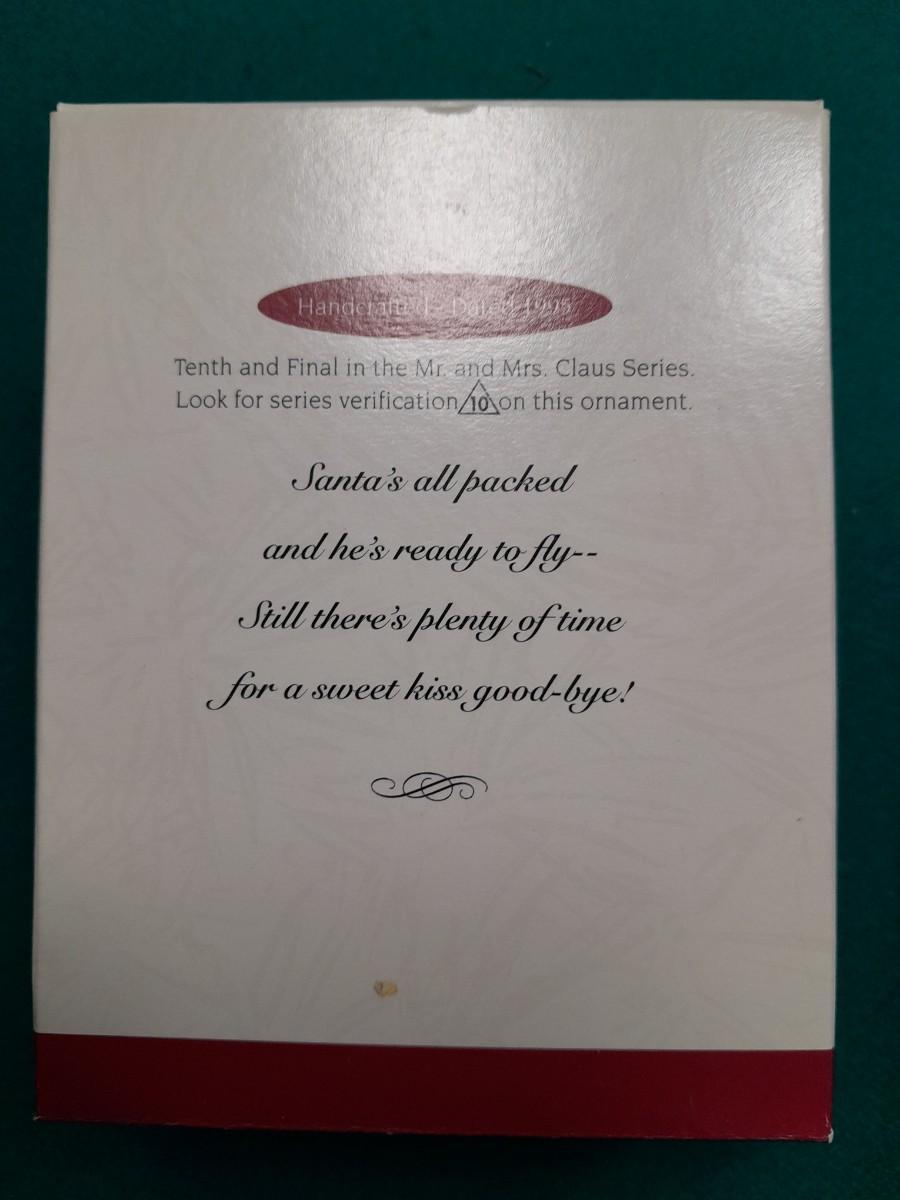 Handcrafted - Dated 1995
Tenth and Final in the Mr. and Mrs. Claus Series.
Look for series verification 10 on this ornament.
Santa's all packed
and he's ready to fly--
Still there's plenty of time
for a sweet kiss good-bye!